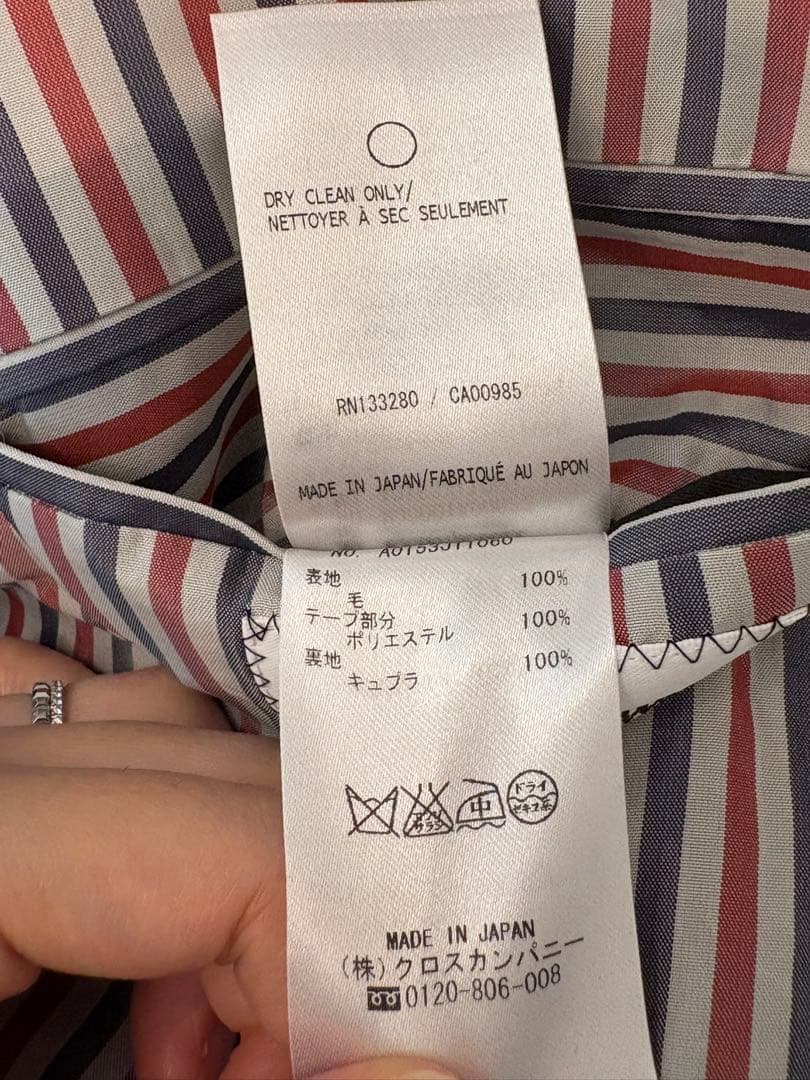 DRY CLEAN ONLY/
NETTOYER À SEC SEULEMENT
RN133280 / CA00985
MADE IN JAPAN/FABRIQUÉ AU JAPON
No.
表地 100%
毛
テープ部分 100%
ポリエステル
裏地 100%
キュプラ
中 ドライ
MADE IN JAPAN
(株)クロスカンパニー
0120-806-008